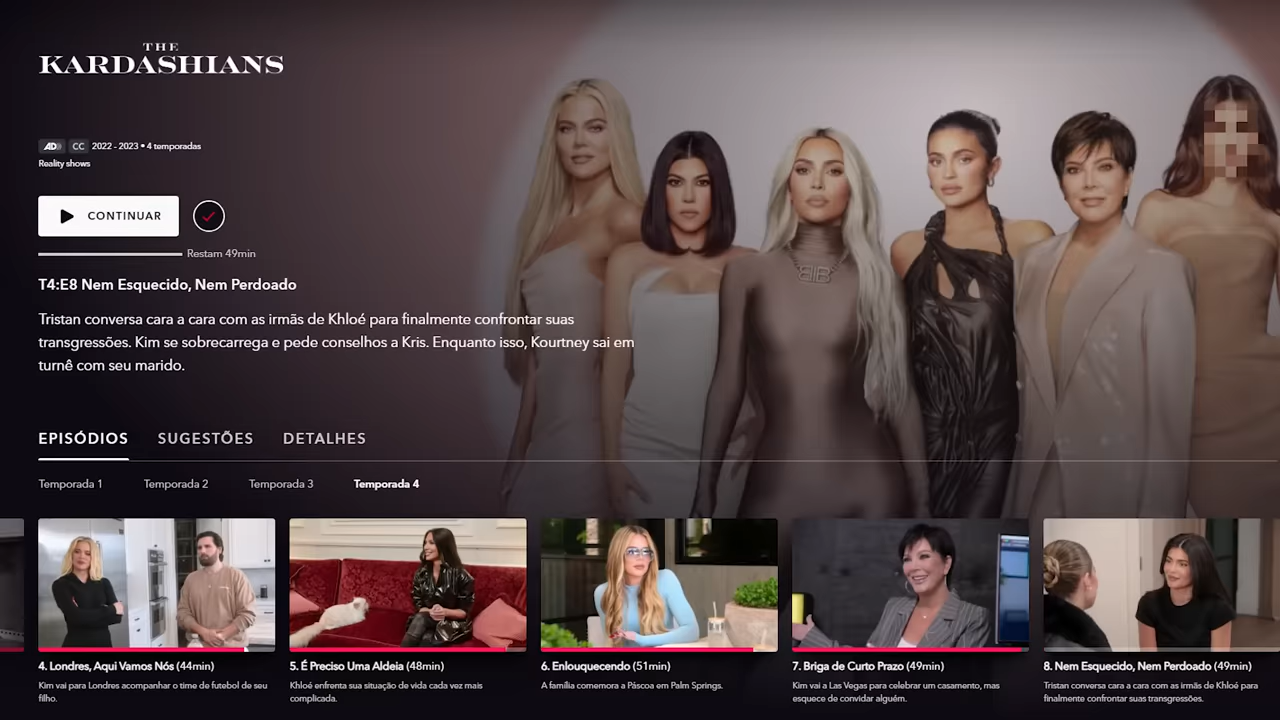 THE
KARDASHIANS
AD CC 2022 - 2023 • 4 temporadas
Reality shows
CONTINUAR
Restam 49min
T4:E8 Nem Esquecido, Nem Perdoado
Tristan conversa cara a cara com as irmãs de Khloé para finalmente confrontar suas
transgressões. Kim se sobrecarrega e pede conselhos a Kris. Enquanto isso, Kourtney sai em
turnê com seu marido.
EPISÓDIOS SUGESTÕES DETALHES
Temporada 1 Temporada 2 Temporada 3 Temporada 4
4. Londres, Aqui Vamos Nós (44min)
Kim vai para Londres acompanhar o time de futebol de seu
filho.
5. É Preciso Uma Aldeia (48min)
Khloé enfrenta sua situação de vida cada vez mais
complicada.
6. Enlouquecendo (51min)
A família comemora a Páscoa em Palm Springs.
7. Briga de Curto Prazo (49min)
Kim vai a Las Vegas para celebrar um casamento, mas
esquece de convidar alguém.
8. Nem Esquecido, Nem Perdoado (49min)
Tristan conversa cara a cara com as irmãs de Khloé para
finalmente confrontar suas transgressões.